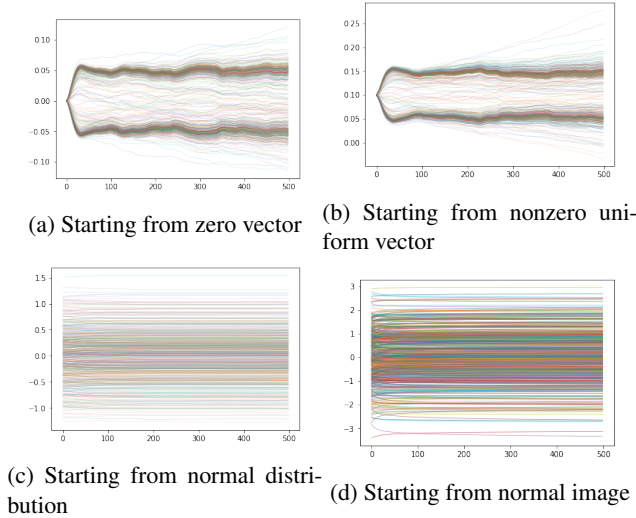 0.10
0.05
0.00
-0.05
-0.10
0 100 200 300 400 500
(a) Starting from zero vector
0.25
0.20
0.15
0.10
0.05
0.00
0 100 200 300 400 500
(b) Starting from nonzero uni-
form vector
1.5
1.0
0.5
0.0
-0.5
-1.0
0 100 200 300 400 500
(c) Starting from normal distri-
bution
3
2
1
0
-1
-2
-3
0 100 200 300 400 500
(d) Starting from normal image